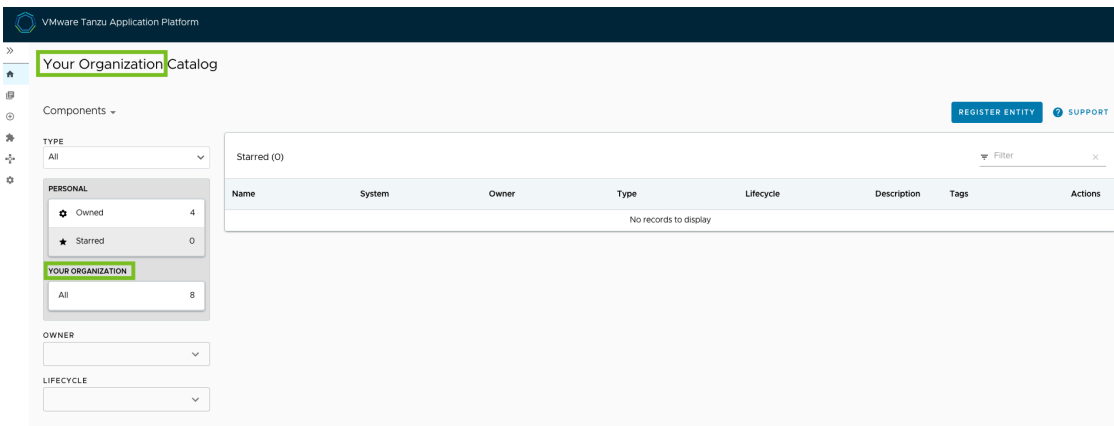 VMware Tanzu Application Platform
Your Organization Catalog
Components
REGISTER ENTITY
SUPPORT
TYPE
All
Starred (0)
Filter
PERSONAL
Name System Owner Type Lifecycle Description Tags Actions
Owned 4
No records to display
Starred 0
YOUR ORGANIZATION
All 8
OWNER
LIFECYCLE